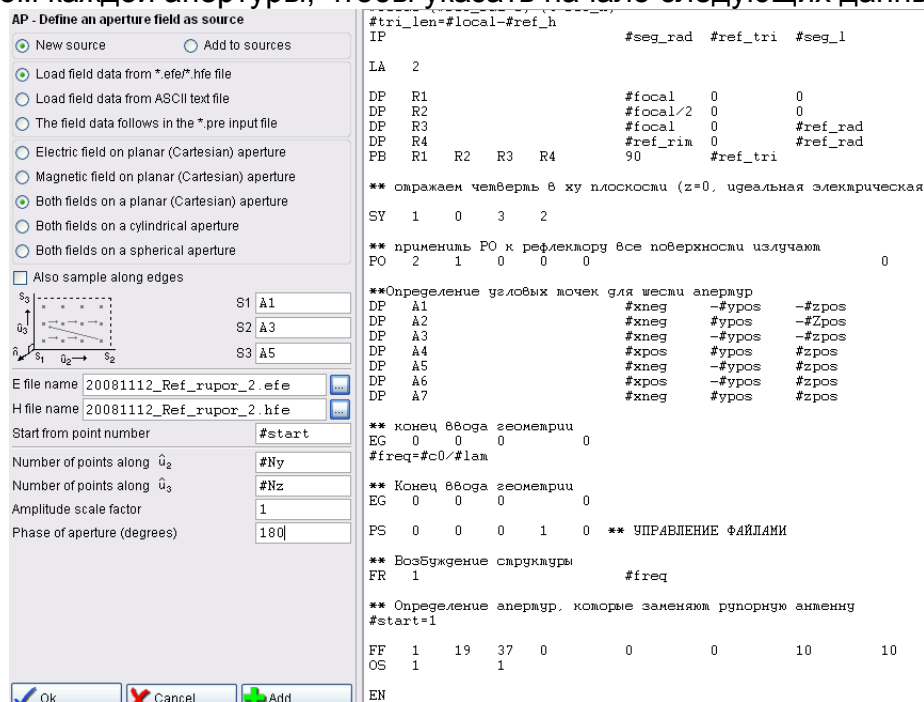 ом каждой апертуры, чтобы указать начало следующих данны
AP - Define an aperture field as source
New source Add to sources
Load field data from *.efe/*.hfe file
Load field data from ASCII text file
The field data follows in the *.pre input file
Electric field on planar (Cartesian) aperture
Magnetic field on planar (Cartesian) aperture
Both fields on a planar (Cartesian) aperture
Both fields on a cylindrical aperture
Both fields on a spherical aperture
Also sample along edges
S3
û3
n̂ S1 û2 S2
S1 A1
S2 A3
S3 A5
E file name 20081112_Ref_rupor_2.efe ...
H file name 20081112_Ref_rupor_2.hfe ...
Start from point number #start
Number of points along û2 #Ny
Number of points along û3 #Nz
Amplitude scale factor 1
Phase of aperture (degrees) 180
Ok Cancel Add
#tri_len=#local-#ref_h
IP #seg_rad #ref_tri #seg_l
LA 2
DP R1 #focal 0 0
DP R2 #focal/2 0 0
DP R3 #focal 0 #ref_rad
DP R4 #ref_rim 0 #ref_rad
PB R1 R2 R3 R4 90 #ref_tri
** отражаем четверть в xy плоскости (z=0, идеальная электрическая
SY 1 0 3 2
** применить PO к рефлектору все поверхности излучают
PO 2 1 0 0 0 0
**Определение угловых точек для шести апертур
DP A1 #xneg -#ypos -#zpos
DP A2 #xneg #ypos -#Zpos
DP A3 #xneg -#ypos -#zpos
DP A4 #xpos #ypos #zpos
DP A5 #xneg -#ypos #zpos
DP A6 #xpos -#ypos #zpos
DP A7 #xneg #ypos #zpos
** конец ввода геометрии
EG 0 0 0 0
#freq=#c0/#lam
** Конец ввода геометрии
EG 0 0 0 0
PS 0 0 0 1 0 ** УПРАВЛЕНИЕ ФАЙЛАМИ
** Возбуждение структуры
FR 1 #freq
** Определение апертур, которые заменяют рупорную антенну
#start=1
FF 1 19 37 0 0 0 10 10
OS 1 1
EN